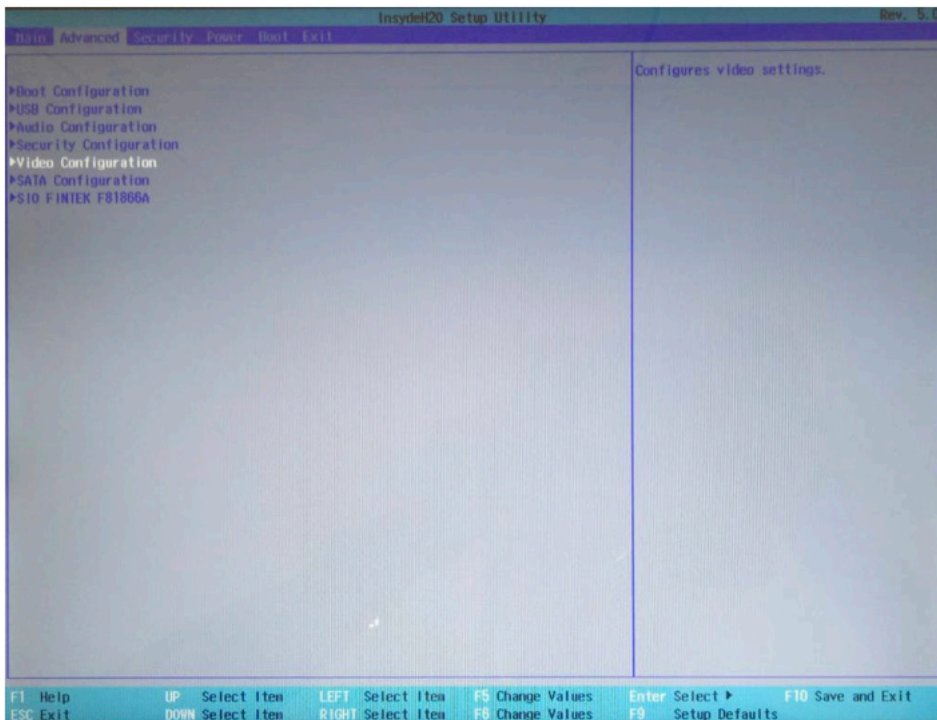 InsydeH20 Setup Utility Rev. 5.0
Main Advanced Security Power Boot Exit
Configures video settings.
▶Boot Configuration
▶USB Configuration
▶Audio Configuration
▶Security Configuration
▶Video Configuration
▶SATA Configuration
▶SIO FINTEK F81866A
F1 Help UP Select Item LEFT Select Item F5 Change Values Enter Select ▶ F10 Save and Exit
ESC Exit DOWN Select Item RIGHT Select Item F6 Change Values F9 Setup Defaults